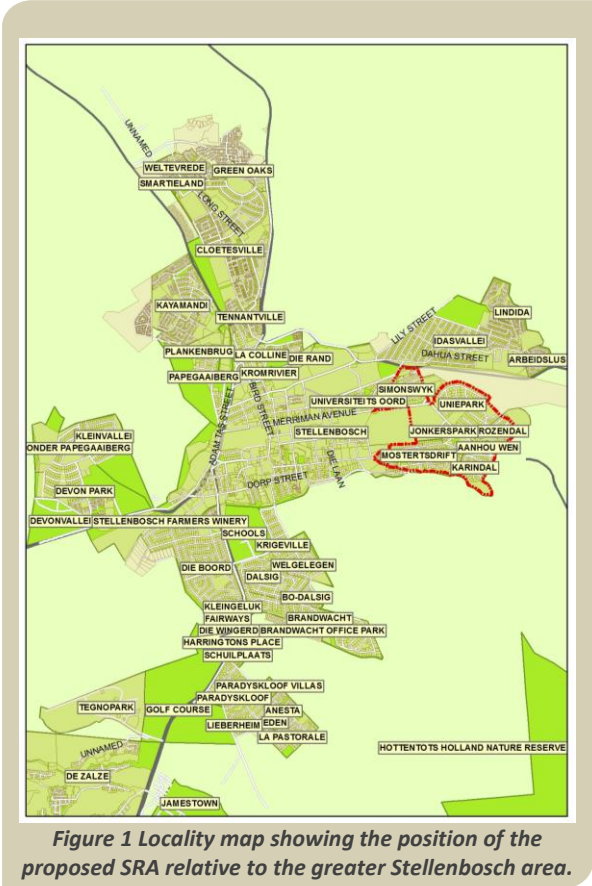 UNNAMED
WELTEVREDE
GREEN OAKS
SMARTIELAND
LONG STREET
CLOETESVILLE
KAYAMANDI
TENNANTVILLE
LILY STREET
LINDIDA
IDASVALLEI
PLANKENBRUG
LA COLLINE
DIE RAND
DAHLIA STREET
ARBEIDSLUS
PAPEGAAIBERG
KROMRIVIER
SIMONSWYK
ADAM TAS STREET
BIRD STREET
UNIVERSITEITS OORD
UNIEPARK
MERRIMAN AVENUE
STELLENBOSCH
JONKERSPARK
ROZENDAL
KLEINVALLEI
ONDER PAPEGAAIBERG
DIE LAAN
MOSTERTSDRIFT
AANHOU WEN
KARINDAL
DORP STREET
DEVON PARK
DEVONVALLEI
STELLENBOSCH FARMERS WINERY
SCHOOLS
KRIGEVILLE
DIE BOORD
WELGELEGEN
DALSIG
BO-DALSIG
KLEINGELUK
FAIRWAYS
BRANDWACHT
DIE WINGERD
BRANDWACHT OFFICE PARK
HARRINGTONS PLACE
SCHUILPLAATS
PARADYSKLOOF VILLAS
PARADYSKLOOF
TEGNOPARK
GOLF COURSE
ANESTA
LIEBERHEIM
EDEN
LA PASTORALE
UNNAMED
HOTTENTOTS HOLLAND NATURE RESERVE
DE ZALZE
JAMESTOWN
Figure 1 Locality map showing the position of the
proposed SRA relative to the greater Stellenbosch area.